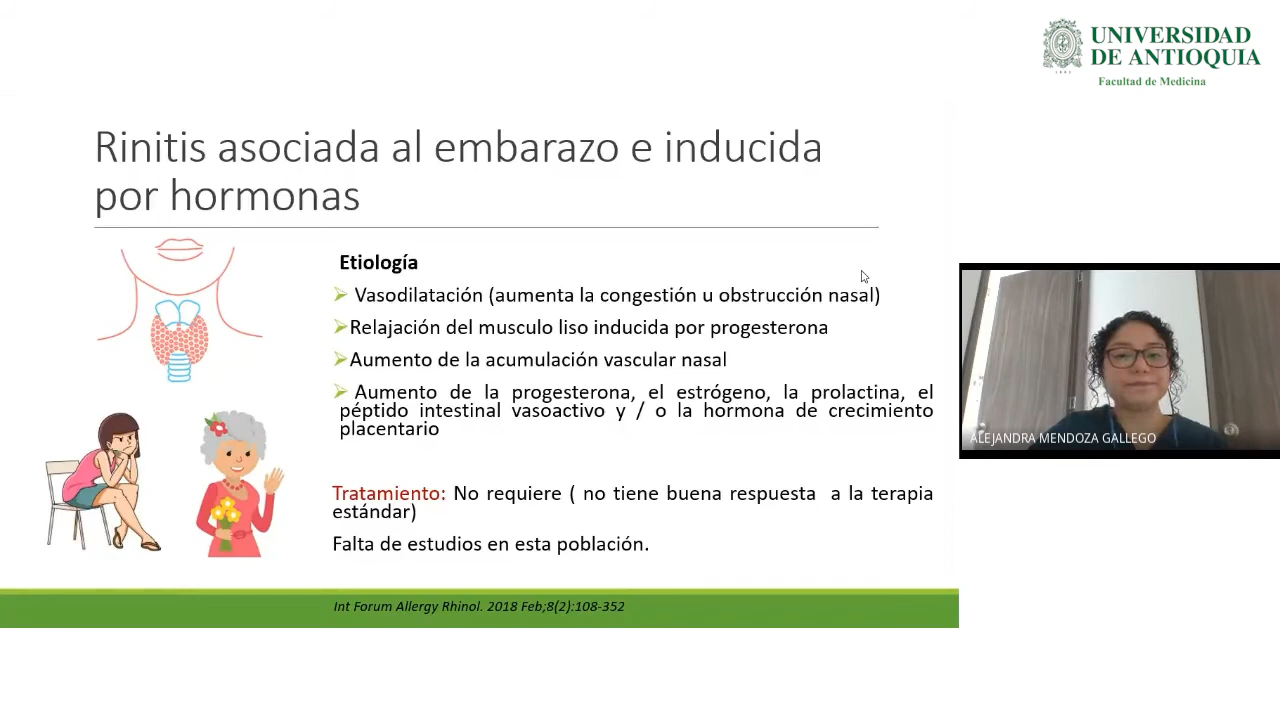 UNIVERSIDAD
DE ANTIOQUIA
1803
Facultad de Medicina
Rinitis asociada al embarazo e inducida
por hormonas
Etiología
Vasodilatación (aumenta la congestión u obstrucción nasal)
Relajación del musculo liso inducida por progesterona
Aumento de la acumulación vascular nasal
Aumento de la progesterona, el estrógeno, la prolactina, el
péptido intestinal vasoactivo y / o la hormona de crecimiento
placentario
Tratamiento: No requiere ( no tiene buena respuesta a la terapia
estándar)
Falta de estudios en esta población.
Int Forum Allergy Rhinol. 2018 Feb;8(2):108-352
ALEJANDRA MENDOZA GALLEGO